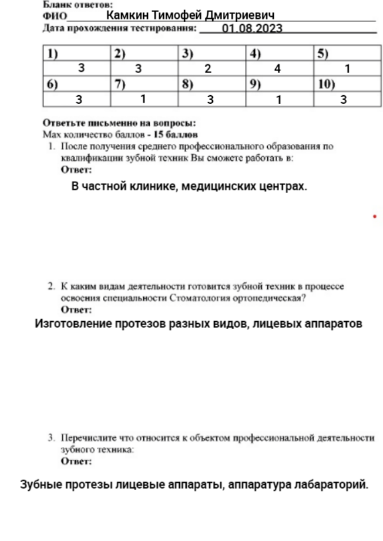 Бланк ответов:
ФИО Камкин Тимофей Дмитриевич
Дата прохождения тестирования: 01.08.2023
1) 2) 3) 4) 5)
3 3 2 4 1
6) 7) 8) 9) 10)
3 1 3 1 3
Ответьте письменно на вопросы:
Мах количество баллов - 15 баллов
1. После получения среднего профессионального образования по
квалификации зубной техник Вы сможете работать в:
Ответ:
В частной клинике, медицинских центрах.
2. К каким видам деятельности готовится зубной техник в процессе
освоения специальности Стоматология ортопедическая?
Ответ:
Изготовление протезов разных видов, лицевых аппаратов
3. Перечислите что относится к объектом профессиональной деятельности
зубного техника:
Ответ:
Зубные протезы лицевые аппараты, аппаратура лабараторий.